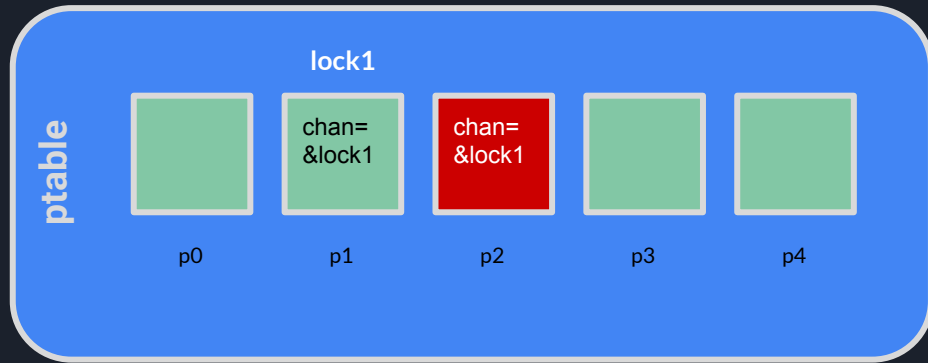 lock1
ptable
chan=
&lock1
chan=
&lock1
p0
p1
p2
p3
p4